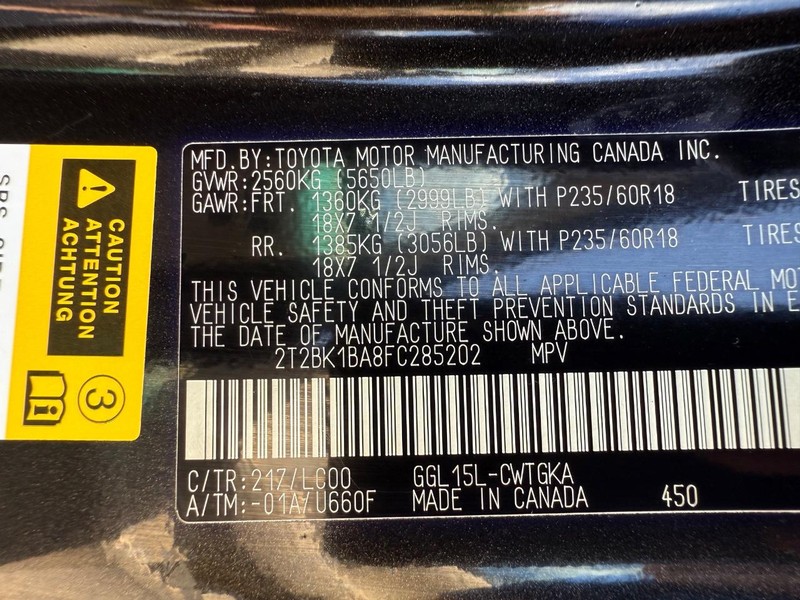 MFD.BY:TOYOTA MOTOR MANUFACTURING CANADA INC.
GVWR:2560KG (5650LB)
GAWR:FRT. 1360KG (2999LB) WITH P235/60R18 TIRES
18X7 1/2J RIMS.
RR. 1385KG (3056LB) WITH P235/60R18 TIRES
18X7 1/2J RIMS.
THIS VEHICLE CONFORMS TO ALL APPLICABLE FEDERAL MOT
VEHICLE SAFETY AND THEFT PREVENTION STANDARDS IN E
THE DATE OF MANUFACTURE SHOWN ABOVE.
2T2BK1BA8FC285202 MPV
C/TR:217/LC00 GGL15L-CWTGKA
A/TM:-01A/U660F MADE IN CANADA 450
CAUTION
ATTENTION
ACHTUNG
3